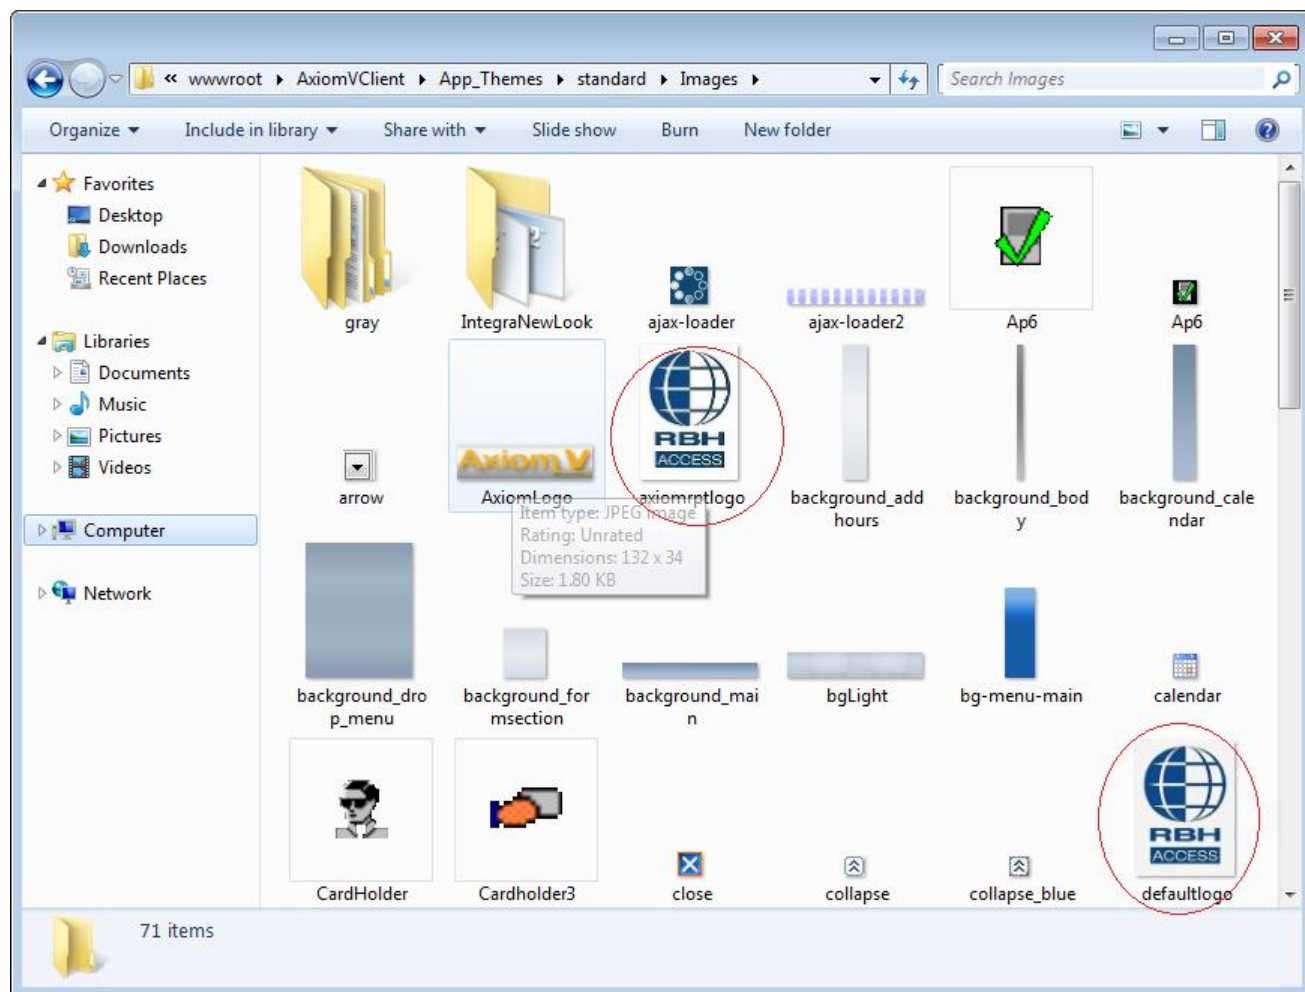 « wwwroot ▸ AxiomVClient ▸ App_Themes ▸ standard ▸ Images ▸
Search Images
Organize Include in library Share with Slide show Burn New folder
Favorites
Desktop
Downloads
Recent Places
Libraries
Documents
Music
Pictures
Videos
Computer
Network
gray IntegraNewLook ajax-loader ajax-loader2 Ap6 Ap6
Axiom V
RBH
ACCESS
arrow AxiomLogo axiomrptlogo background_add background_bod background_cale
hours y ndar
Item type: JPEG image
Rating: Unrated
Dimensions: 132 x 34
Size: 1.80 KB
background_dro background_for background_mai bgLight bg-menu-main calendar
p_menu msection n
RBH
ACCESS
CardHolder Cardholder3 close collapse collapse_blue defaultlogo
71 items